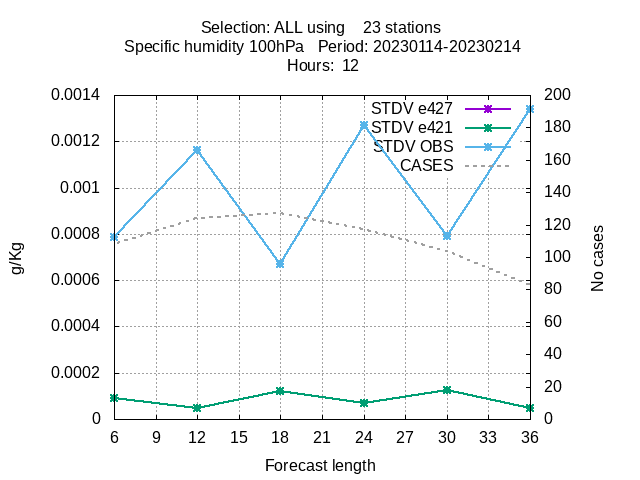 Selection: ALL using    23 stations
Specific humidity 100hPa   Period: 20230114-20230214
Hours:  12
0.0014
0.0012
0.001
0.0008
0.0006
0.0004
0.0002
0
g/Kg
STDV e427
STDV e421
STDV OBS
CASES
200
180
160
140
120
100
80
60
40
20
0
No cases
6 9 12 15 18 21 24 27 30 33 36
Forecast length